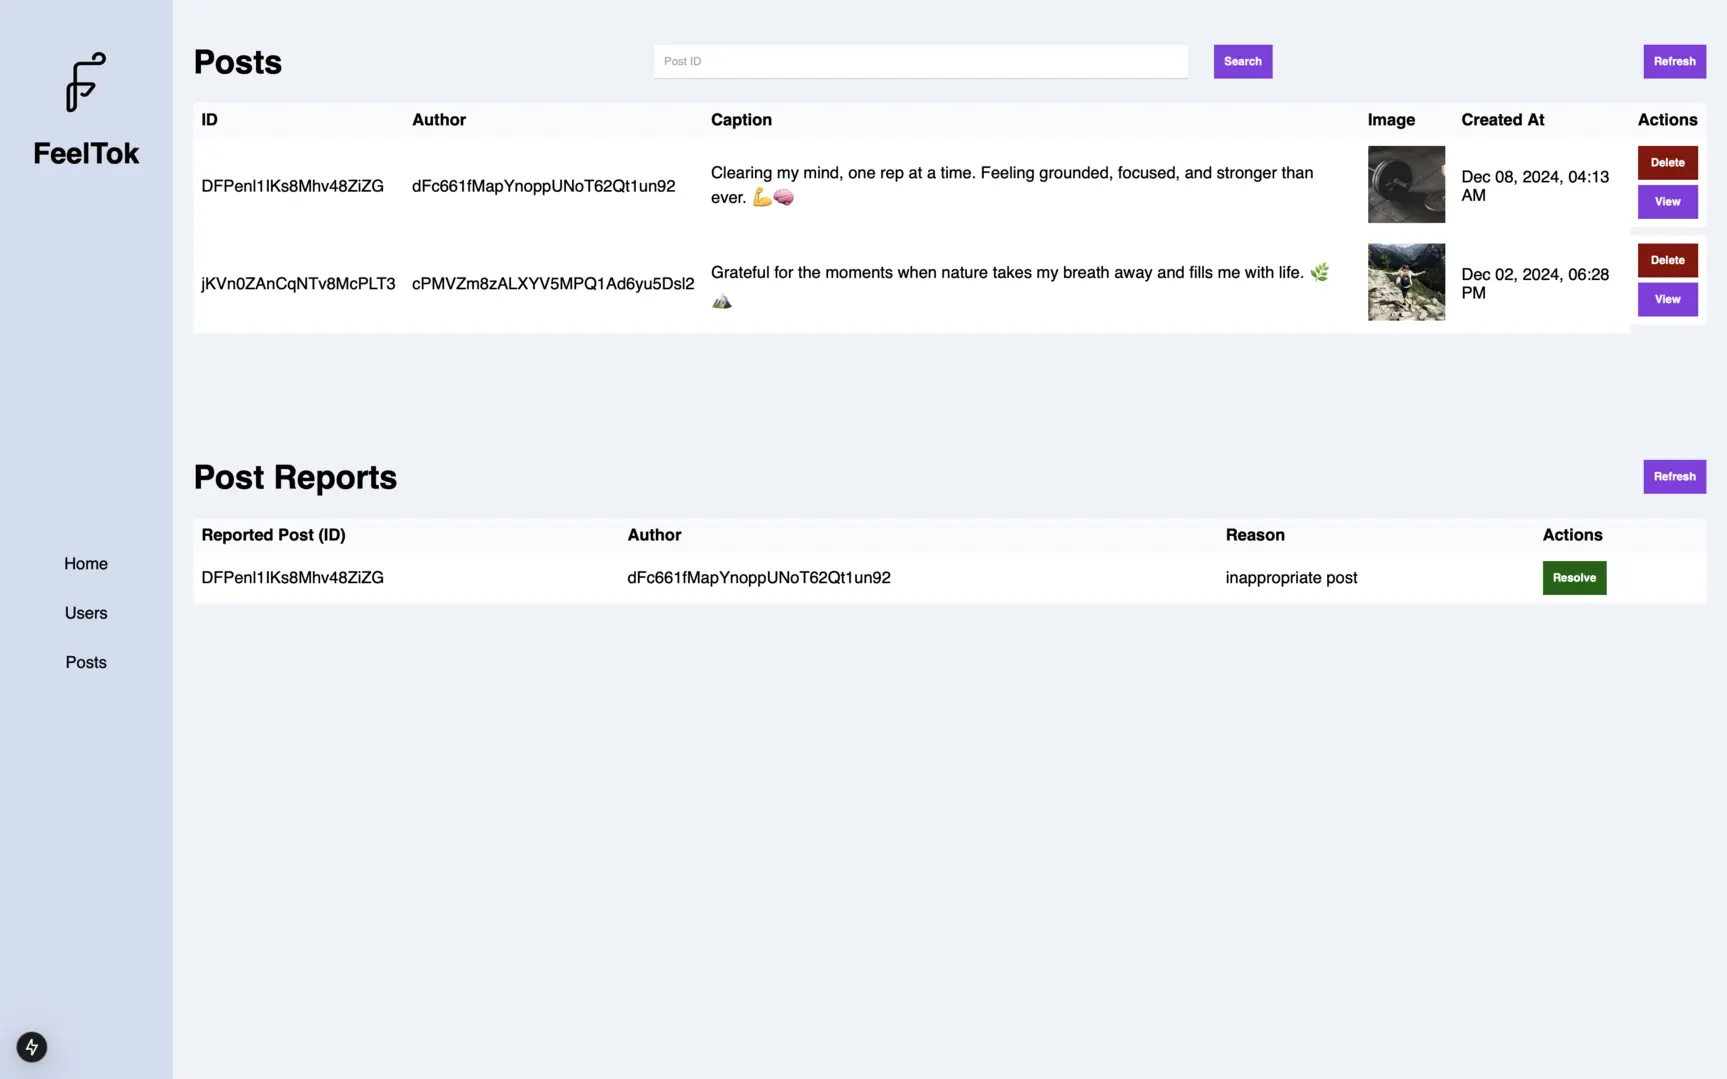 FeelTok
Home
Users
Posts
Posts
Post ID
Search
Refresh
ID Author Caption Image Created At Actions
DFPenl1IKs8Mhv48ZiZG dFc661fMapYnoppUNoT62Qt1un92 Clearing my mind, one rep at a time. Feeling grounded, focused, and stronger than
ever. 💪🧠
Dec 08, 2024, 04:13
AM
Delete
View
jKVn0ZAnCqNTv8McPLT3 cPMVZm8zALXYV5MPQ1Ad6yu5Dsl2 Grateful for the moments when nature takes my breath away and fills me with life. 🌿
🏔️
Dec 02, 2024, 06:28
PM
Delete
View
Post Reports
Refresh
Reported Post (ID) Author Reason Actions
DFPenl1IKs8Mhv48ZiZG dFc661fMapYnoppUNoT62Qt1un92 inappropriate post Resolve